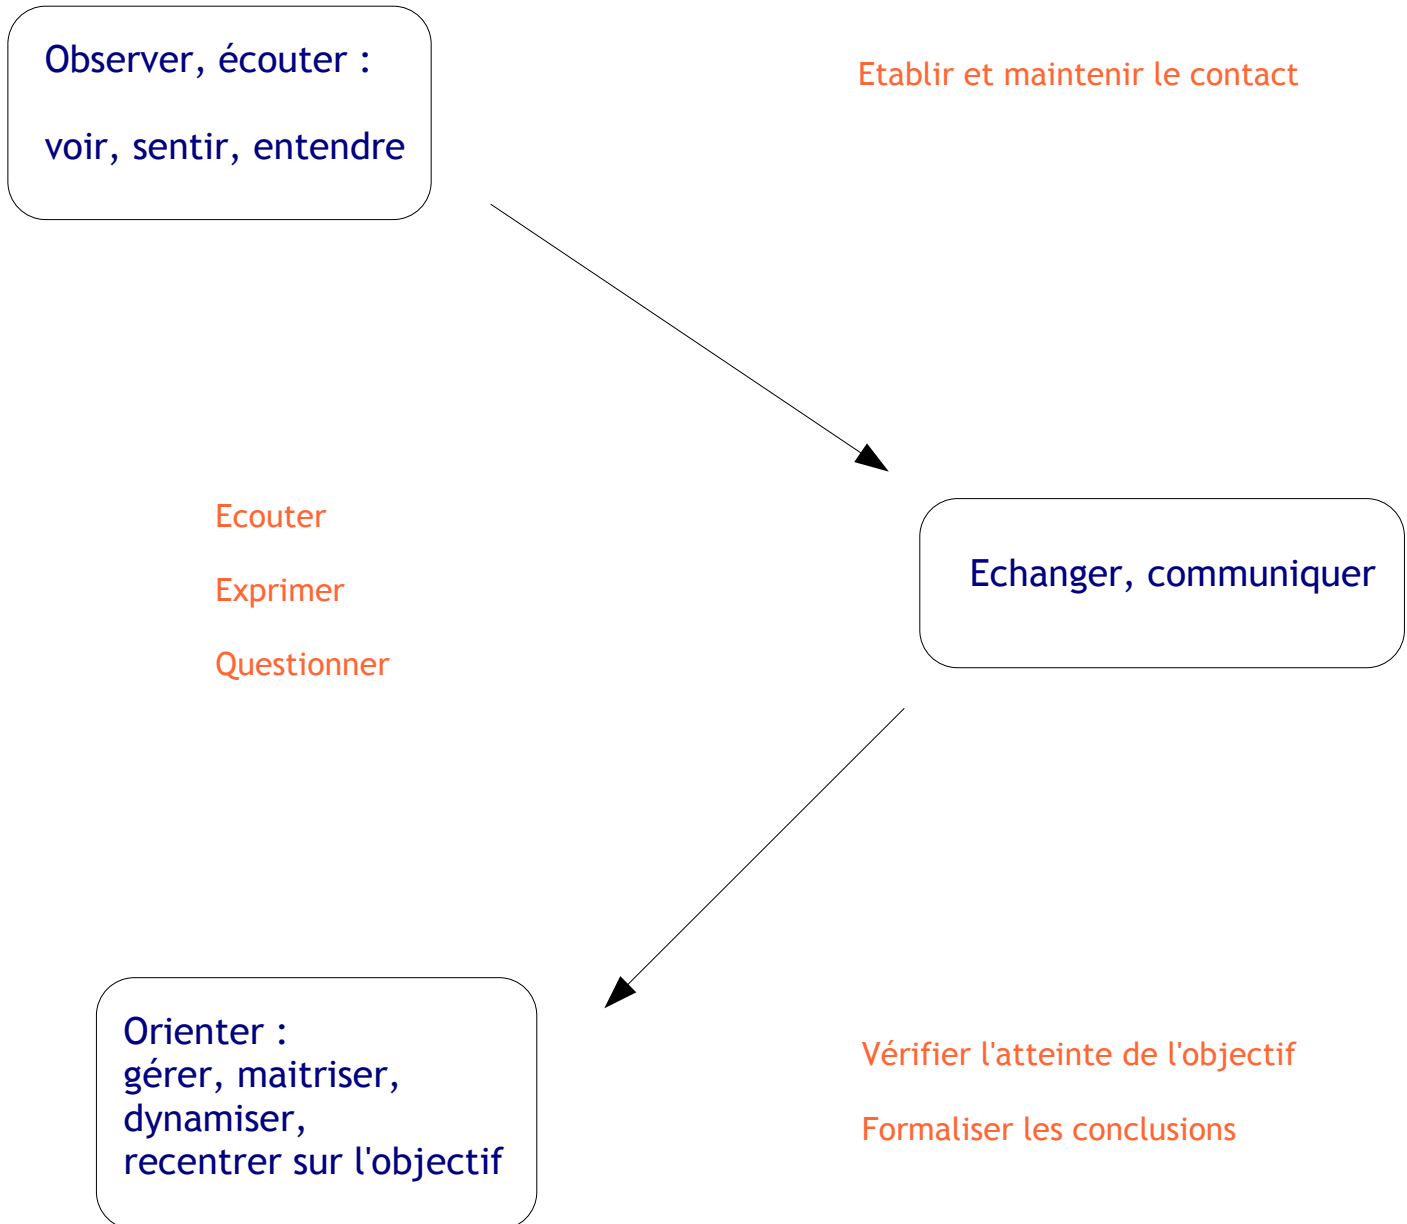 Observer, écouter :
voir, sentir, entendre
Etablir et maintenir le contact
Ecouter
Exprimer
Questionner
Echanger, communiquer
Orienter :
gérer, maitriser,
dynamiser,
recentrer sur l'objectif
Vérifier l'atteinte de l'objectif
Formaliser les conclusions